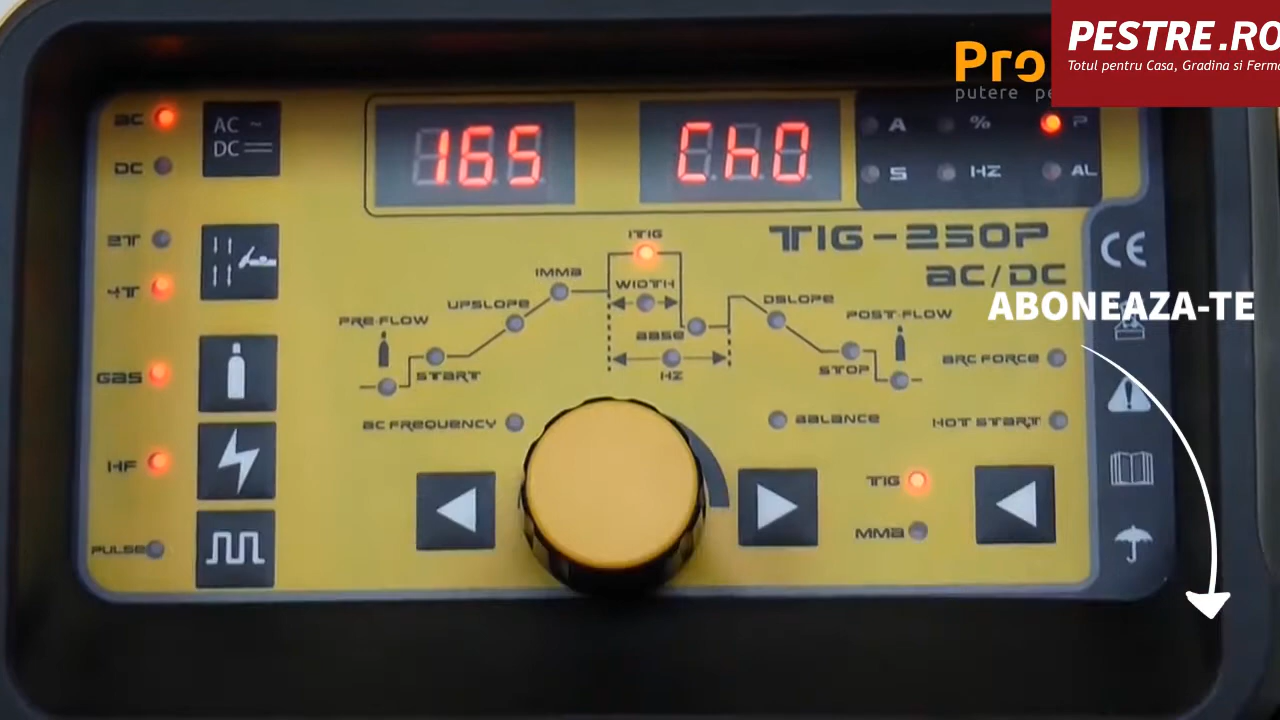 PESTRE.RO
Totul pentru Casa, Gradina si Ferma
Pro
putere pe
AC
AC ~
DC
DC
165
Ch0
A
%
P
S
HZ
AL
TIG-250P
AC/DC
CE
2T
4T
ITIG
IMMA
WIDTH
UPSLOPE
DSLOPE
ABONEAZA-TE
PRE FLOW
BASE
POST FLOW
START
HZ
STOP
ARC FORCE
GAS
AC FREQUENCY
BALANCE
HOT START
HF
TIG
MMA
PULSE